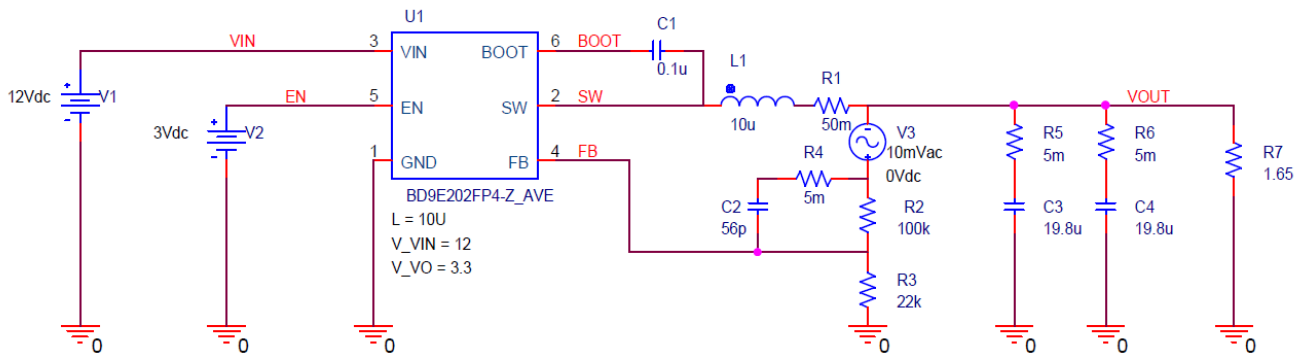 U1
C1
VIN
3
VIN
BOOT
6
BOOT
0.1u
L1
R1
12Vdc
+
-
V1
EN
5
EN
SW
2
SW
10u
50m
VOUT
3Vdc
+
-
V2
1
GND
FB
4
FB
V3
10mVac
0Vdc
+
-
R4
5m
R5
5m
R6
5m
R7
1.65
BD9E202FP4-Z_AVE
C2
56p
R2
100k
C3
19.8u
C4
19.8u
L = 10U
V_VIN = 12
V_VO = 3.3
R3
22k
0
0
0
0
0
0
0